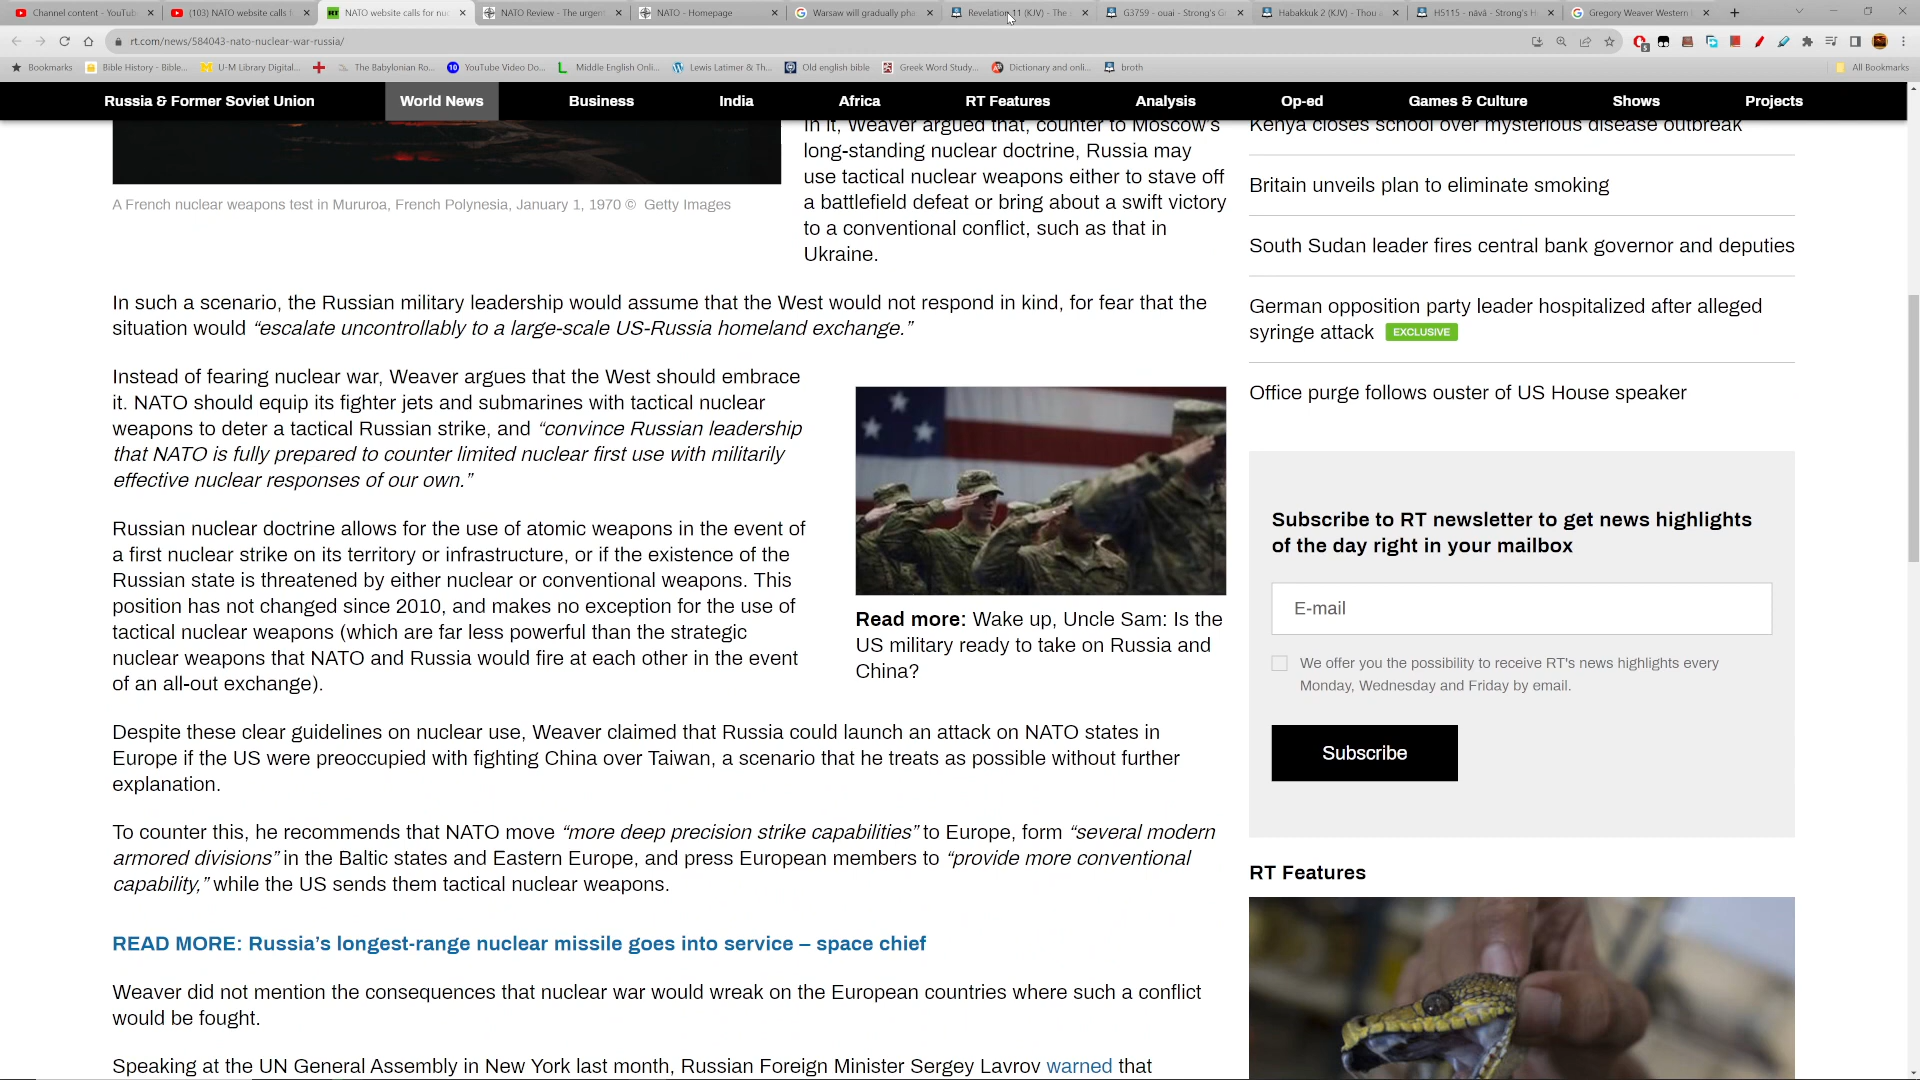 Channel content - YouTub
(103) NATO website calls f
NATO website calls for nuc
NATO Review - The urgen
NATO - Homepage
Warsaw will gradually pha
Revelation 11 (KJV) - The
G3759 - ouai - Strong's Gr
Habakkuk 2 (KJV) - Thou
H5115 - nāvâ - Strong's H
Gregory Weaver Western
rt.com/news/584043-nato-nuclear-war-russia/
Bookmarks
Bible History - Bible...
U-M Library Digital...
The Babylonian Ro...
YouTube Video Do...
Middle English Onli...
Lewis Latimer & Th...
Old english bible
Greek Word Study...
Dictionary and onli...
broth
All Bookmarks
Russia & Former Soviet Union
World News
Business
India
Africa
RT Features
Analysis
Op-ed
Games & Culture
Shows
Projects
A French nuclear weapons test in Mururoa, French Polynesia, January 1, 1970 © Getty Images
In it, Weaver argued that, counter to Moscow's
long-standing nuclear doctrine, Russia may
use tactical nuclear weapons either to stave off
a battlefield defeat or bring about a swift victory
to a conventional conflict, such as that in
Ukraine.
In such a scenario, the Russian military leadership would assume that the West would not respond in kind, for fear that the
situation would “escalate uncontrollably to a large-scale US-Russia homeland exchange.”
Instead of fearing nuclear war, Weaver argues that the West should embrace
it. NATO should equip its fighter jets and submarines with tactical nuclear
weapons to deter a tactical Russian strike, and “convince Russian leadership
that NATO is fully prepared to counter limited nuclear first use with militarily
effective nuclear responses of our own.”
Russian nuclear doctrine allows for the use of atomic weapons in the event of
a first nuclear strike on its territory or infrastructure, or if the existence of the
Russian state is threatened by either nuclear or conventional weapons. This
position has not changed since 2010, and makes no exception for the use of
tactical nuclear weapons (which are far less powerful than the strategic
nuclear weapons that NATO and Russia would fire at each other in the event
of an all-out exchange).
Read more: Wake up, Uncle Sam: Is the
US military ready to take on Russia and
China?
Despite these clear guidelines on nuclear use, Weaver claimed that Russia could launch an attack on NATO states in
Europe if the US were preoccupied with fighting China over Taiwan, a scenario that he treats as possible without further
explanation.
To counter this, he recommends that NATO move “more deep precision strike capabilities” to Europe, form “several modern
armored divisions” in the Baltic states and Eastern Europe, and press European members to “provide more conventional
capability,” while the US sends them tactical nuclear weapons.
READ MORE: Russia’s longest-range nuclear missile goes into service – space chief
Weaver did not mention the consequences that nuclear war would wreak on the European countries where such a conflict
would be fought.
Speaking at the UN General Assembly in New York last month, Russian Foreign Minister Sergey Lavrov warned that
Kenya closes school over mysterious disease outbreak
Britain unveils plan to eliminate smoking
South Sudan leader fires central bank governor and deputies
German opposition party leader hospitalized after alleged
syringe attack EXCLUSIVE
Office purge follows ouster of US House speaker
Subscribe to RT newsletter to get news highlights
of the day right in your mailbox
E-mail
We offer you the possibility to receive RT's news highlights every
Monday, Wednesday and Friday by email.
Subscribe
RT Features